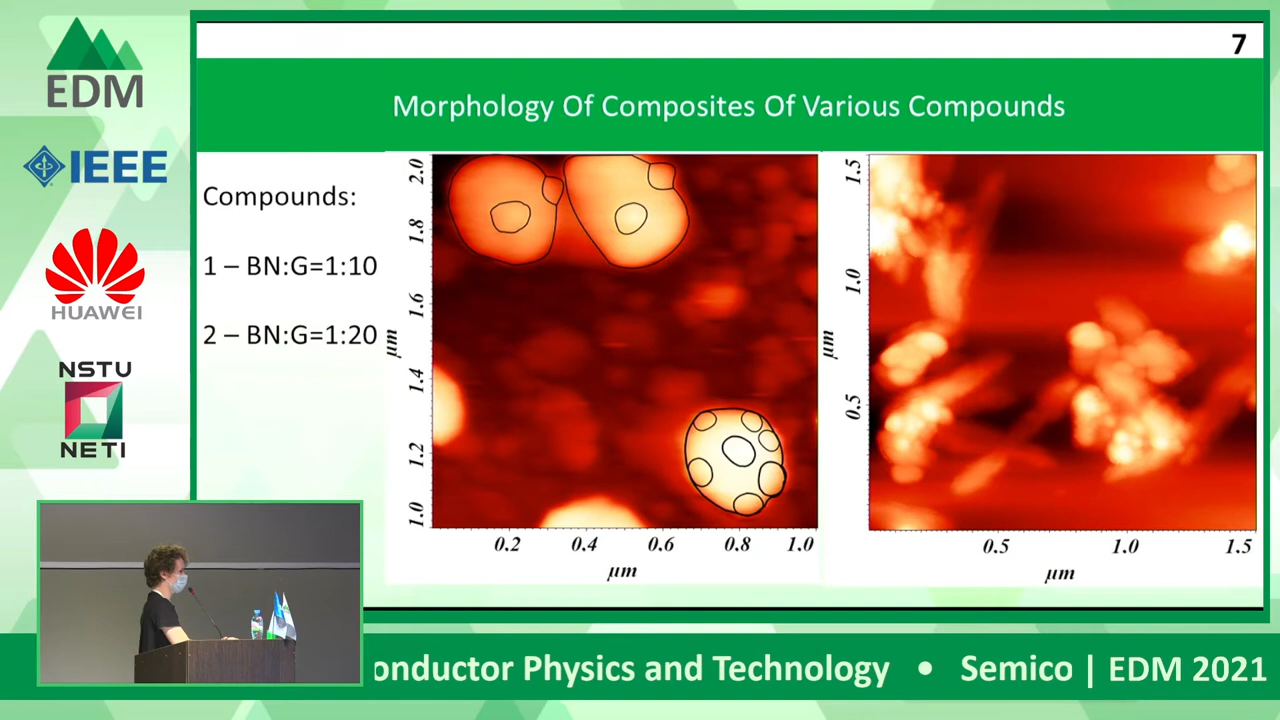 EDM
IEEE
HUAWEI
NSTU
NETI
7
Morphology Of Composites Of Various Compounds
Compounds:
1 – BN:G=1:10
2 – BN:G=1:20
2.0
1.8
1.6
1.4
1.2
1.0
μm
0.2 0.4 0.6 0.8 1.0
μm
1.5
1.0
0.5
μm
0.5 1.0 1.5
μm
onductor Physics and Technology • Semico | EDM 2021